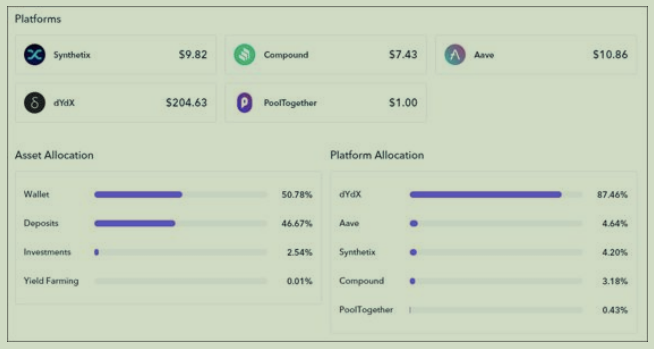 Platforms
Synthetix $9.82 Compound $7.43 Aave $10.86
dYdX $204.63 PoolTogether $1.00
Asset Allocation
Wallet 50.78%
Deposits 46.67%
Investments 2.54%
Yield Farming 0.01%
Platform Allocation
dYdX 87.46%
Aave 4.64%
Synthetix 4.20%
Compound 3.18%
PoolTogether 0.43%